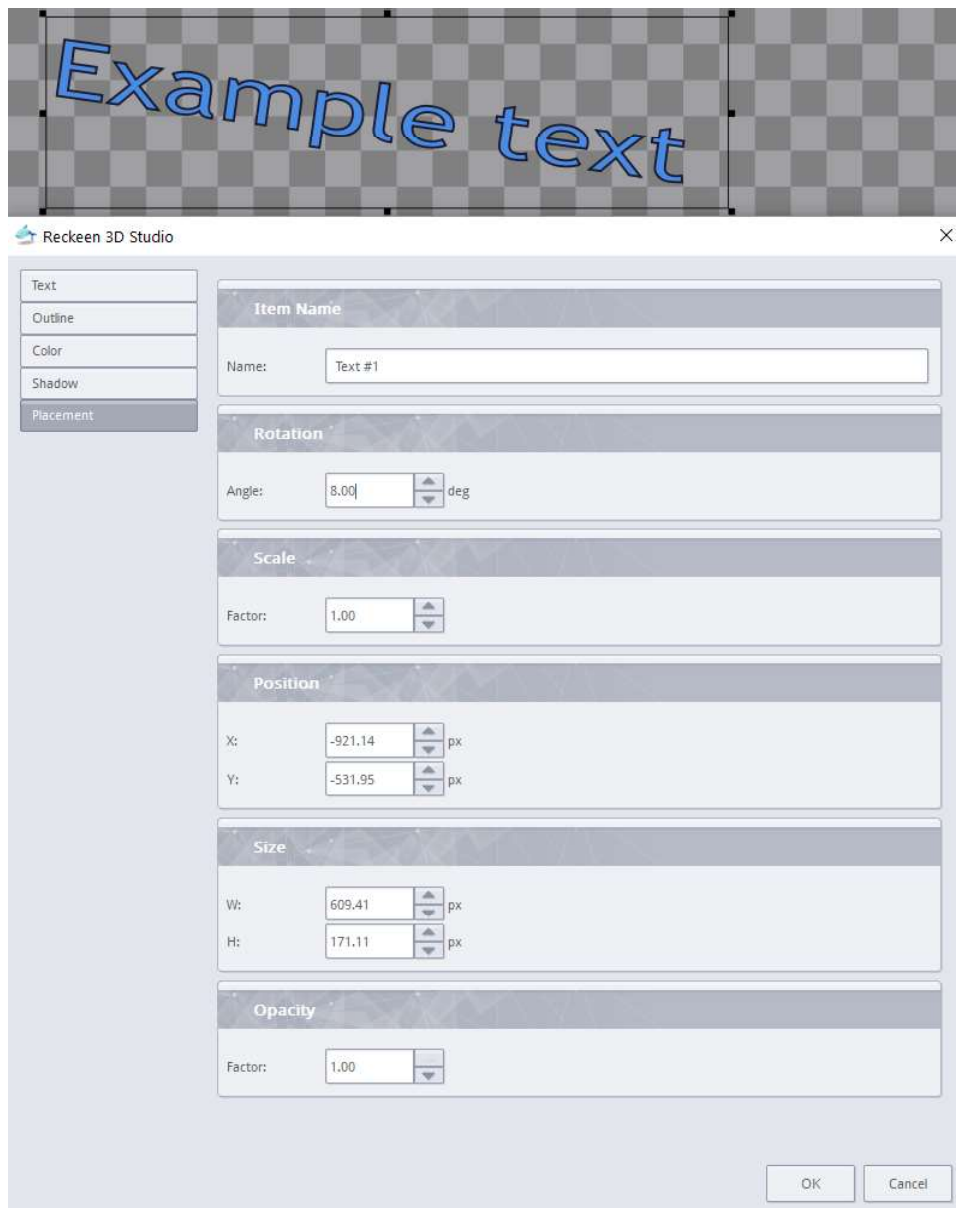 Example text
Reckeen 3D Studio
Text
Outline
Color
Shadow
Placement
Item Name
Name: Text #1
Rotation
Angle: 8.00 deg
Scale
Factor: 1.00
Position
X: -921.14 px
Y: -531.95 px
Size
W: 609.41 px
H: 171.11 px
Opacity
Factor: 1.00
OK Cancel